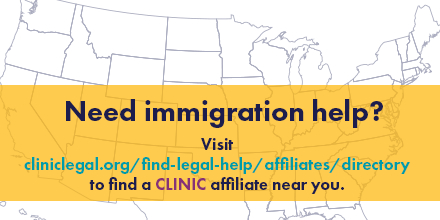 Need immigration help?
Visit
cliniclegal.org/find-legal-help/affiliates/directory
to find a CLINIC affiliate near you.